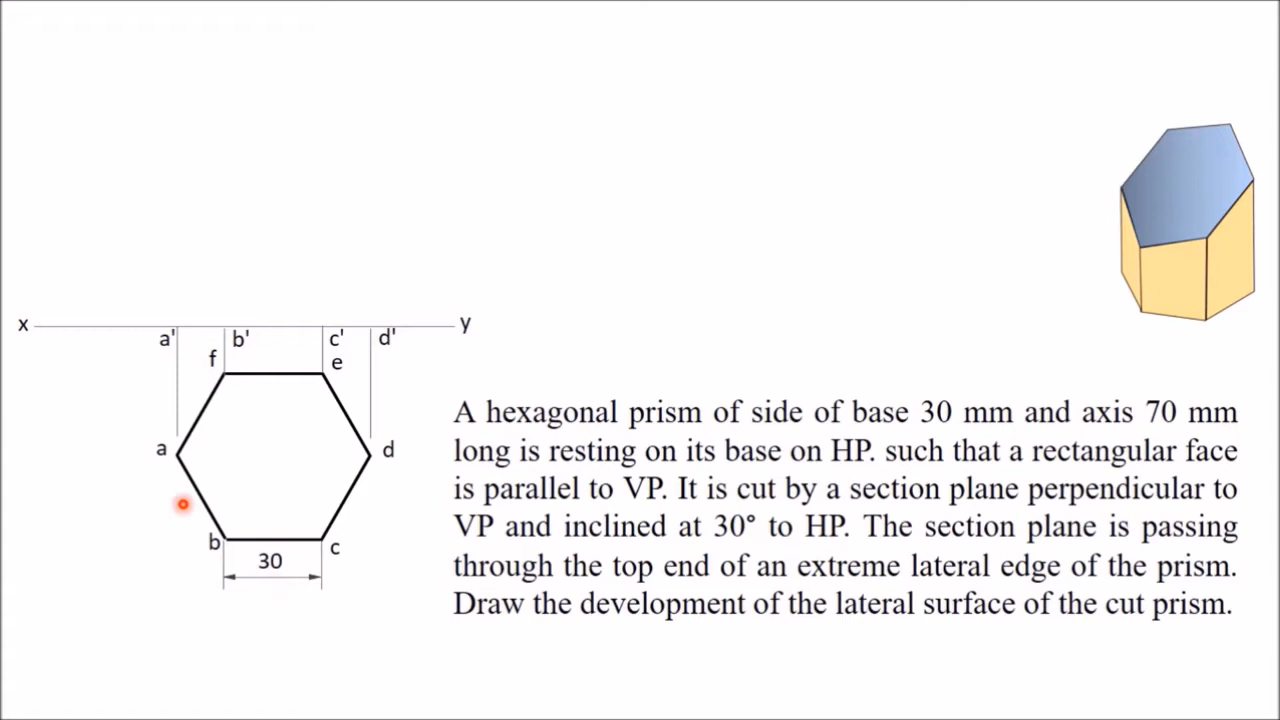 x y
a' b' c' d'
f e
a d
b c
30
A hexagonal prism of side of base 30 mm and axis 70 mm
long is resting on its base on HP. such that a rectangular face
is parallel to VP. It is cut by a section plane perpendicular to
VP and inclined at 30° to HP. The section plane is passing
through the top end of an extreme lateral edge of the prism.
Draw the development of the lateral surface of the cut prism.